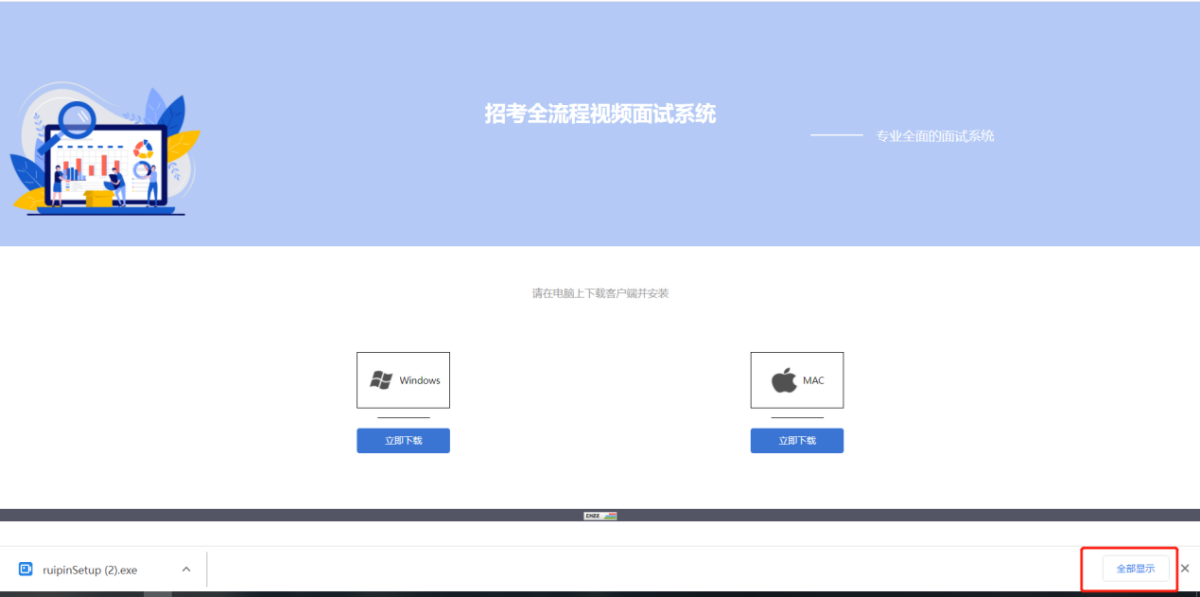 招考全流程视频面试系统
专业全面的面试系统
请在电脑上下载客户端并安装
Windows
MAC
立即下载
立即下载
CNZZ
ruipinSetup (2).exe
全部显示